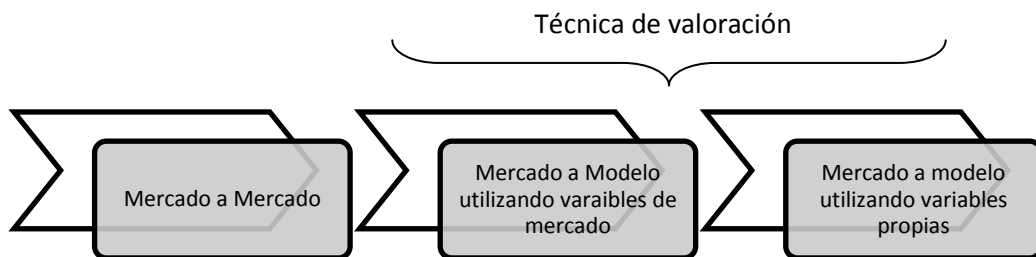 Técnica de valoración
Mercado a Mercado
Mercado a Modelo
utilizando varaibles de
mercado
Mercado a modelo
utilizando variables
propias